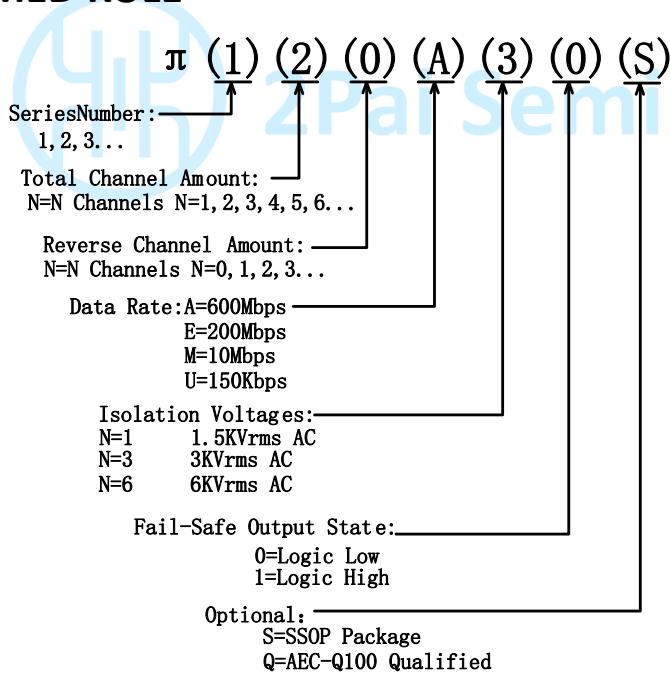 π (1) (2) (0) (A) (3) (0) (S)
2Pai Semi
SeriesNumber:
1,2,3...
Total Channel Amount:
N=N Channels N=1,2,3,4,5,6...
Reverse Channel Amount:
N=N Channels N=0,1,2,3...
Data Rate:A=600Mbps
E=200Mbps
M=10Mbps
U=150Kbps
Isolation Voltages:
N=1 1.5KVrms AC
N=3 3KVrms AC
N=6 6KVrms AC
Fail-Safe Output State:
0=Logic Low
1=Logic High
Optional:
S=SSOP Package
Q=AEC-Q100 Qualified